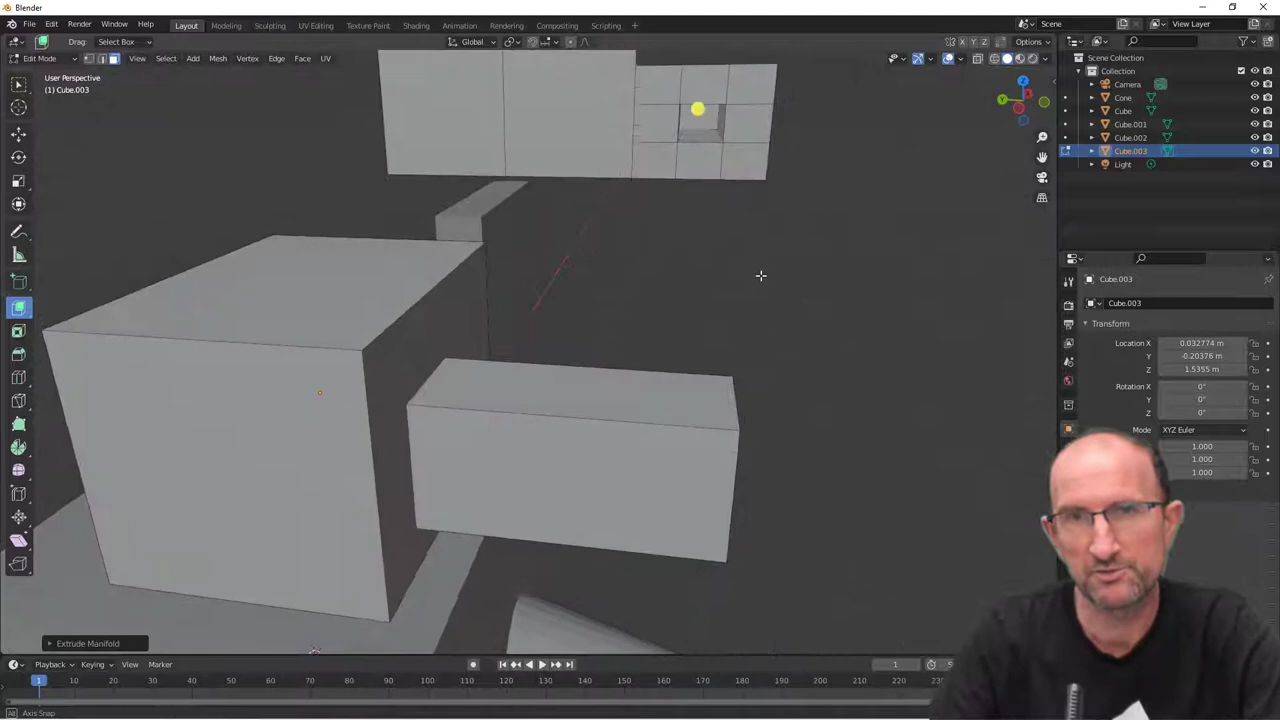 Blender
File Edit Render Window Help Layout Modeling Sculpting UV Editing Texture Paint Shading Animation Rendering Compositing Scripting + Scene View Layer
Drag: Select Box Global X Y Z Options
Edit Mode View Select Add Mesh Vertex Edge Face UV
User Perspective
(1) Cube.003
Scene Collection
Collection
Camera
Cone
Cube
Cube.001
Cube.002
Cube.003
Light
Z
Y
Cube.003
Cube.003
Transform
Location X 0.032774 m
Y -0.20376 m
Z 1.5355 m
Rotation X 0°
Y 0°
Z 0°
Mode XYZ Euler
1.000
1.000
1.000
Extrude Manifold
Playback Keying View Marker 1
1 10 20 30 40 50 60 70 80 90 100 110 120 130 140 150 160 170 180 190 200 210 220 230
Axis Snap